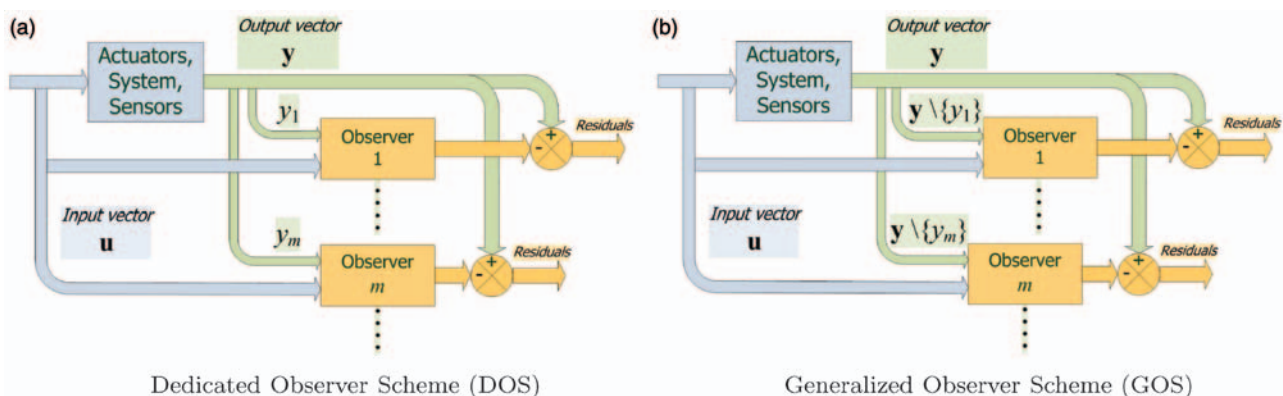 (a)
Output vector
y
Actuators,
System,
Sensors
y1
Observer
1
Residuals
Input vector
u
ym
Observer
m
Residuals
Dedicated Observer Scheme (DOS)
(b)
Output vector
y
Actuators,
System,
Sensors
y \{y1}
Observer
1
Residuals
Input vector
u
y \{ym}
Observer
m
Residuals
Generalized Observer Scheme (GOS)